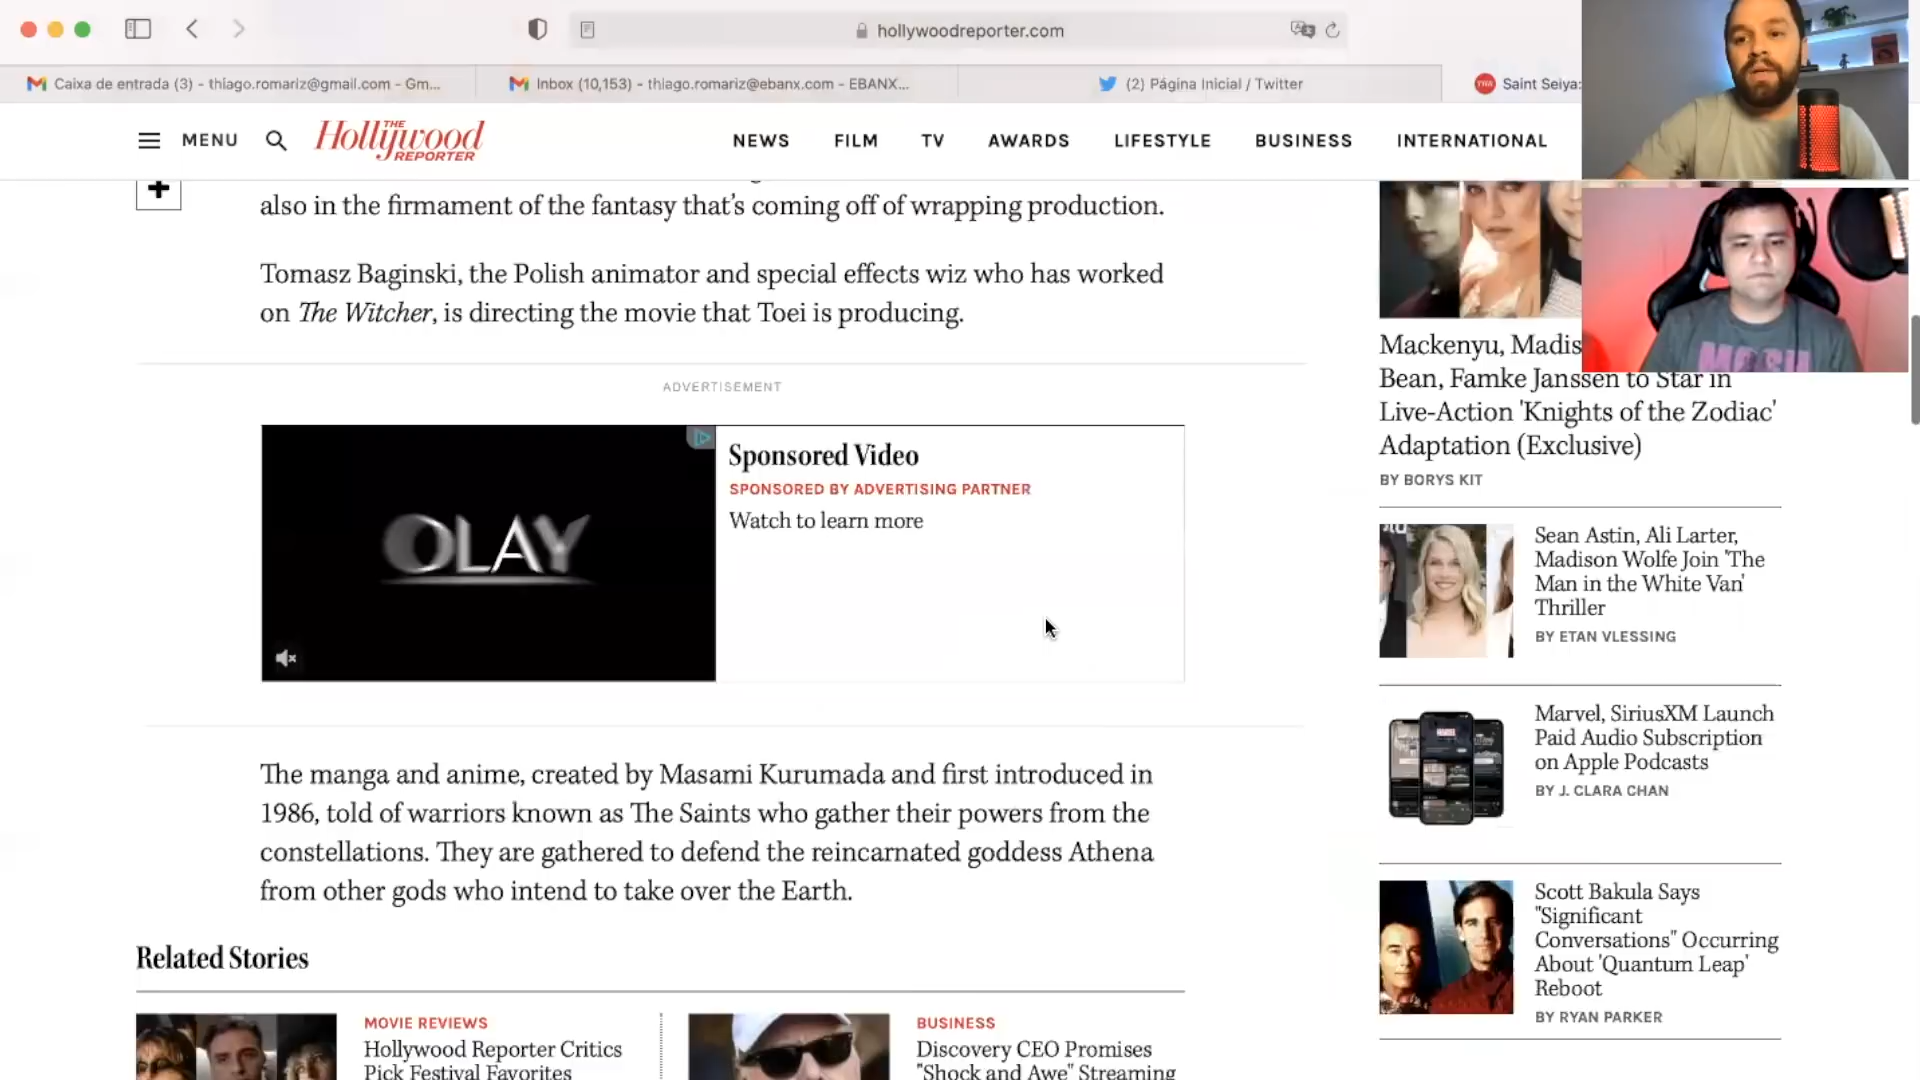 hollywoodreporter.com
Caixa de entrada (3) - thiago.romariz@gmail.com - Gm...
Inbox (10,153) - thiago.romariz@ebanx.com - EBANX...
(2) Página Inicial / Twitter
Saint Seiya:
MENU
THE
Hollywood
REPORTER
NEWS
FILM
TV
AWARDS
LIFESTYLE
BUSINESS
INTERNATIONAL
also in the firmament of the fantasy that's coming off of wrapping production.
Tomasz Baginski, the Polish animator and special effects wiz who has worked
on The Witcher, is directing the movie that Toei is producing.
ADVERTISEMENT
OLAY
Sponsored Video
SPONSORED BY ADVERTISING PARTNER
Watch to learn more
The manga and anime, created by Masami Kurumada and first introduced in
1986, told of warriors known as The Saints who gather their powers from the
constellations. They are gathered to defend the reincarnated goddess Athena
from other gods who intend to take over the Earth.
Related Stories
MOVIE REVIEWS
Hollywood Reporter Critics
Pick Festival Favorites
BUSINESS
Discovery CEO Promises
"Shock and Awe" Streaming
Mackenyu, Madis
Bean, Famke Janssen to Star in
Live-Action 'Knights of the Zodiac'
Adaptation (Exclusive)
BY BORYS KIT
Sean Astin, Ali Larter,
Madison Wolfe Join 'The
Man in the White Van'
Thriller
BY ETAN VLESSING
Marvel, SiriusXM Launch
Paid Audio Subscription
on Apple Podcasts
BY J. CLARA CHAN
Scott Bakula Says
"Significant
Conversations" Occurring
About 'Quantum Leap'
Reboot
BY RYAN PARKER